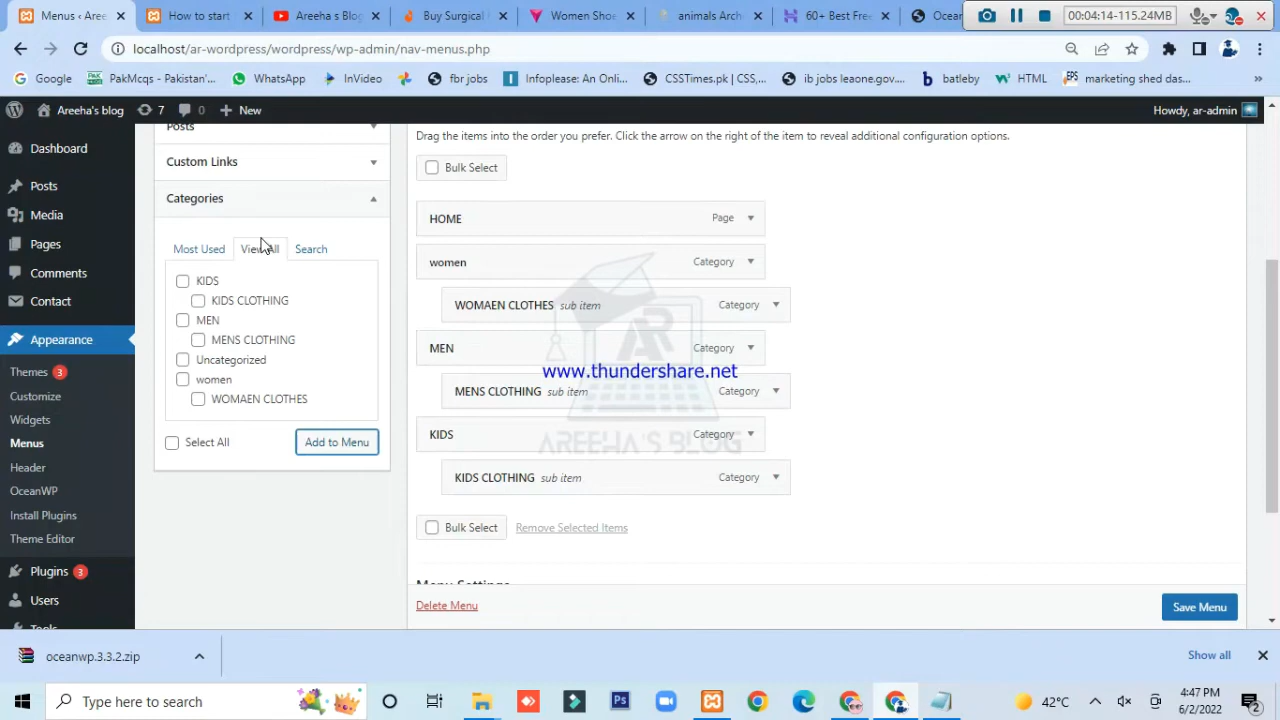 Menus ‹ Areeha's b
How to start
Areeha's Blog
Buy Surgical
Women Shoe
animals Arch
60+ Best Free
Ocean
00:04:14-115.24MB
localhost/ar-wordpress/wordpress/wp-admin/nav-menus.php
Google
PakMcqs - Pakistan'...
WhatsApp
InVideo
fbr jobs
Infoplease: An Onli...
CSSTimes.pk | CSS,...
ib jobs leaone.gov....
batleby
HTML
marketing shed das...
»
Areeha's blog
7
0
New
Howdy, ar-admin
Dashboard
Posts
Media
Pages
Comments
Contact
Appearance
Themes 3
Customize
Widgets
Menus
Header
OceanWP
Install Plugins
Theme Editor
Plugins 3
Users
Tools
Posts
Custom Links
Categories
Most Used
View All
Search
KIDS
KIDS CLOTHING
MEN
MENS CLOTHING
Uncategorized
women
WOMAEN CLOTHES
Select All
Add to Menu
Drag the items into the order you prefer. Click the arrow on the right of the item to reveal additional configuration options.
Bulk Select
HOME Page
women Category
WOMAEN CLOTHES sub item Category
MEN Category
MENS CLOTHING sub item Category
KIDS Category
KIDS CLOTHING sub item Category
AR
www.thundershare.net
AREEHA'S BLOG
Bulk Select
Remove Selected Items
Menu Settings
Delete Menu
Save Menu
oceanwp.3.3.2.zip
Show all
Type here to search
42°C
4:47 PM
6/2/2022
2